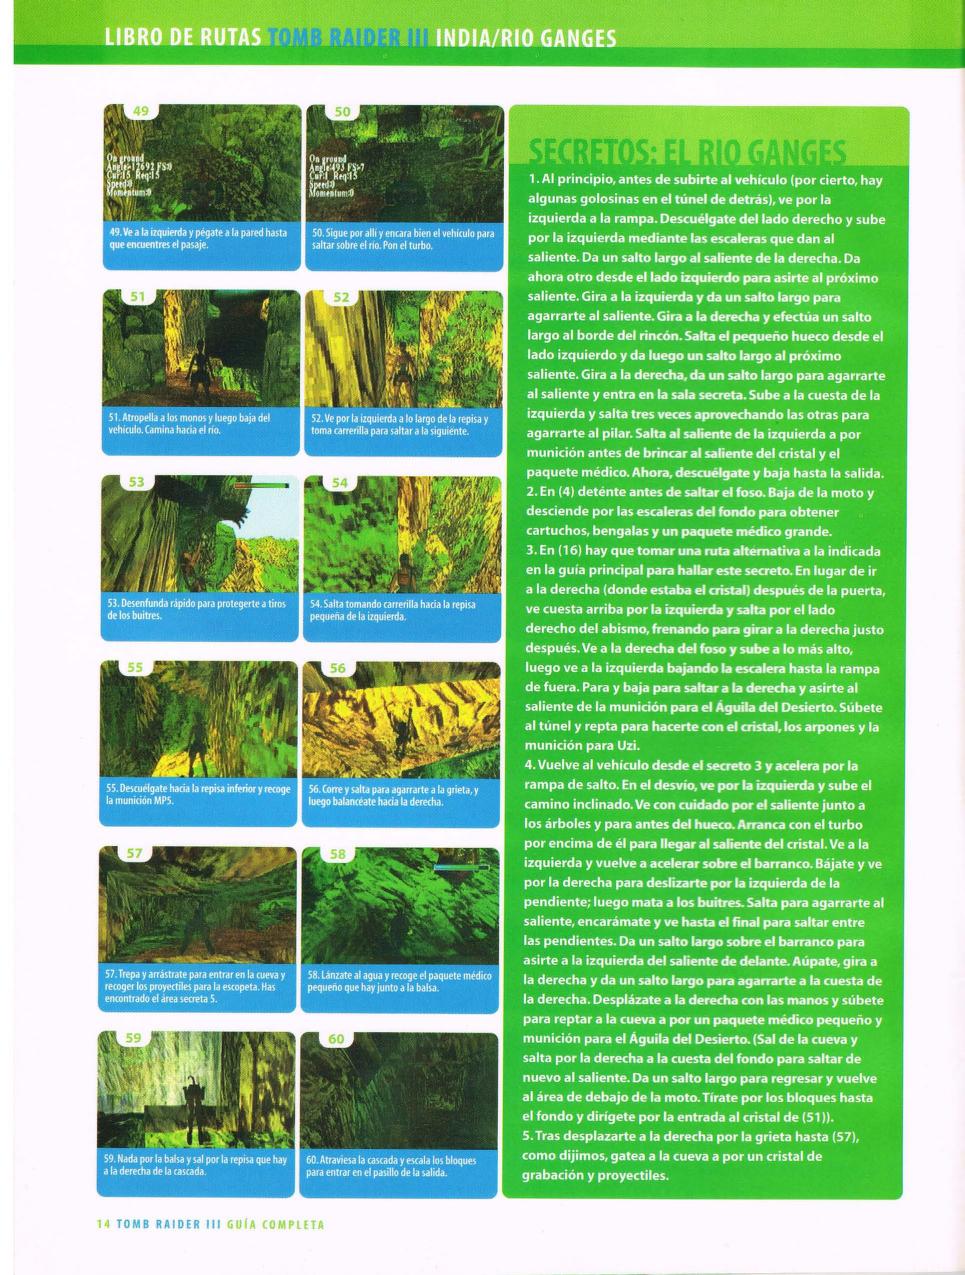 LIBRO DE RUTAS TOMB RAIDER III INDIA/RIO GANGES
49
On ground
Angle:-12692 FS:0
Cur:15 Req:15
Speed:0
Momentum:0
49. Ve a la izquierda y pégate a la pared hasta
que encuentres el pasaje.
50
On ground
Angle:493 FS:-7
Cur:1 Req:15
Speed:0
Momentum:0
50. Sigue por allí y encara bien el vehículo para
saltar sobre el río. Pon el turbo.
51
51. Atropella a los monos y luego baja del
vehículo. Camina hacia el río.
52
52. Ve por la izquierda a lo largo de la repisa y
toma carrerilla para saltar a la siguiente.
53
53. Desenfunda rápido para protegerte a tiros
de los buitres.
54
54. Salta tomando carrerilla hacia la repisa
pequeña de la izquierda.
55
55. Descuélgate hacia la repisa inferior y recoge
la munición MP5.
56
56. Corre y salta para agarrarte a la grieta, y
luego balancéate hacia la derecha.
57
57. Trepa y arrástrate para entrar en la cueva y
recoger los proyectiles para la escopeta. Has
encontrado el área secreta 5.
58
58. Lánzate al agua y recoge el paquete médico
pequeño que hay junto a la balsa.
59
59. Nada por la balsa y sal por la repisa que hay
a la derecha de la cascada.
60
60. Atraviesa la cascada y escala los bloques
para entrar en el pasillo de la salida.
SECRETOS: EL RIO GANGES
1. Al principio, antes de subirte al vehículo (por cierto, hay
algunas golosinas en el túnel de detrás), ve por la
izquierda a la rampa. Descuélgate del lado derecho y sube
por la izquierda mediante las escaleras que dan al
saliente. Da un salto largo al saliente de la derecha. Da
ahora otro desde el lado izquierdo para asirte al próximo
saliente. Gira a la izquierda y da un salto largo para
agarrarte al saliente. Gira a la derecha y efectúa un salto
largo al borde del rincón. Salta el pequeño hueco desde el
lado izquierdo y da luego un salto largo al próximo
saliente. Gira a la derecha, da un salto largo para agarrarte
al saliente y entra en la sala secreta. Sube a la cuesta de la
izquierda y salta tres veces aprovechando las otras para
agarrarte al pilar. Salta al saliente de la izquierda a por
munición antes de brincar al saliente del cristal y el
paquete médico. Ahora, descuélgate y baja hasta la salida.
2. En (4) deténte antes de saltar el foso. Baja de la moto y
desciende por las escaleras del fondo para obtener
cartuchos, bengalas y un paquete médico grande.
3. En (16) hay que tomar una ruta alternativa a la indicada
en la guía principal para hallar este secreto. En lugar de ir
a la derecha (donde estaba el cristal) después de la puerta,
ve cuesta arriba por la izquierda y salta por el lado
derecho del abismo, frenando para girar a la derecha justo
después. Ve a la derecha del foso y sube a lo más alto,
luego ve a la izquierda bajando la escalera hasta la rampa
de fuera. Para y baja para saltar a la derecha y asirte al
saliente de la munición para el Águila del Desierto. Súbete
al túnel y repta para hacerte con el cristal, los arpones y la
munición para Uzi.
4. Vuelve al vehículo desde el secreto 3 y acelera por la
rampa de salto. En el desvío, ve por la izquierda y sube el
camino inclinado. Ve con cuidado por el saliente junto a
los árboles y para antes del hueco. Arranca con el turbo
por encima de él para llegar al saliente del cristal. Ve a la
izquierda y vuelve a acelerar sobre el barranco. Bájate y ve
por la derecha para deslizarte por la izquierda de la
pendiente; luego mata a los buitres. Salta para agarrarte al
saliente, encarámate y ve hasta el final para saltar entre
las pendientes. Da un salto largo sobre el barranco para
asirte a la izquierda del saliente de delante. Aúpate, gira a
la derecha y da un salto largo para agarrarte a la cuesta de
la derecha. Desplázate a la derecha con las manos y súbete
para reptar a la cueva a por un paquete médico pequeño y
munición para el Águila del Desierto. (Sal de la cueva y
salta por la derecha a la cuesta del fondo para saltar de
nuevo al saliente. Da un salto largo para regresar y vuelve
al área de debajo de la moto. Tírate por los bloques hasta
el fondo y dirígete por la entrada al cristal de (51)).
5. Tras desplazarte a la derecha por la grieta hasta (57),
como dijimos, gatea a la cueva a por un cristal de
grabación y proyectiles.
14 TOMB RAIDER III GUÍA COMPLETA